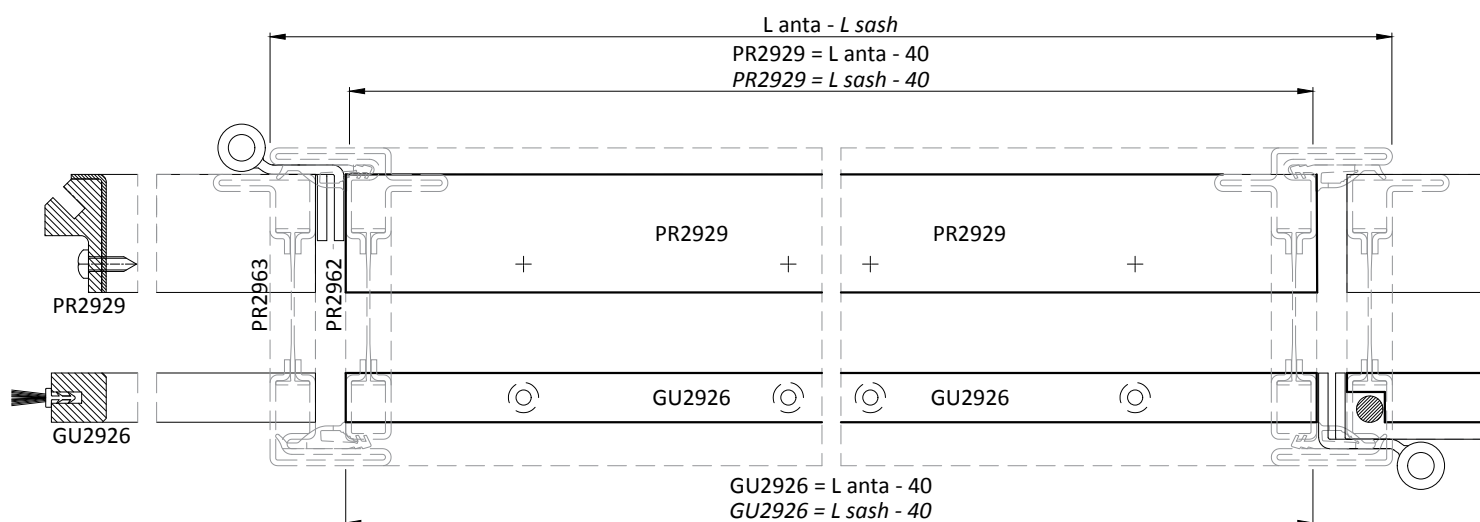 L anta - L sash
PR2929 = L anta - 40
PR2929 = L sash - 40
PR2929
PR2929
PR2963
PR2962
PR2929
GU2926
GU2926
GU2926
GU2926 = L anta - 40
GU2926 = L sash - 40